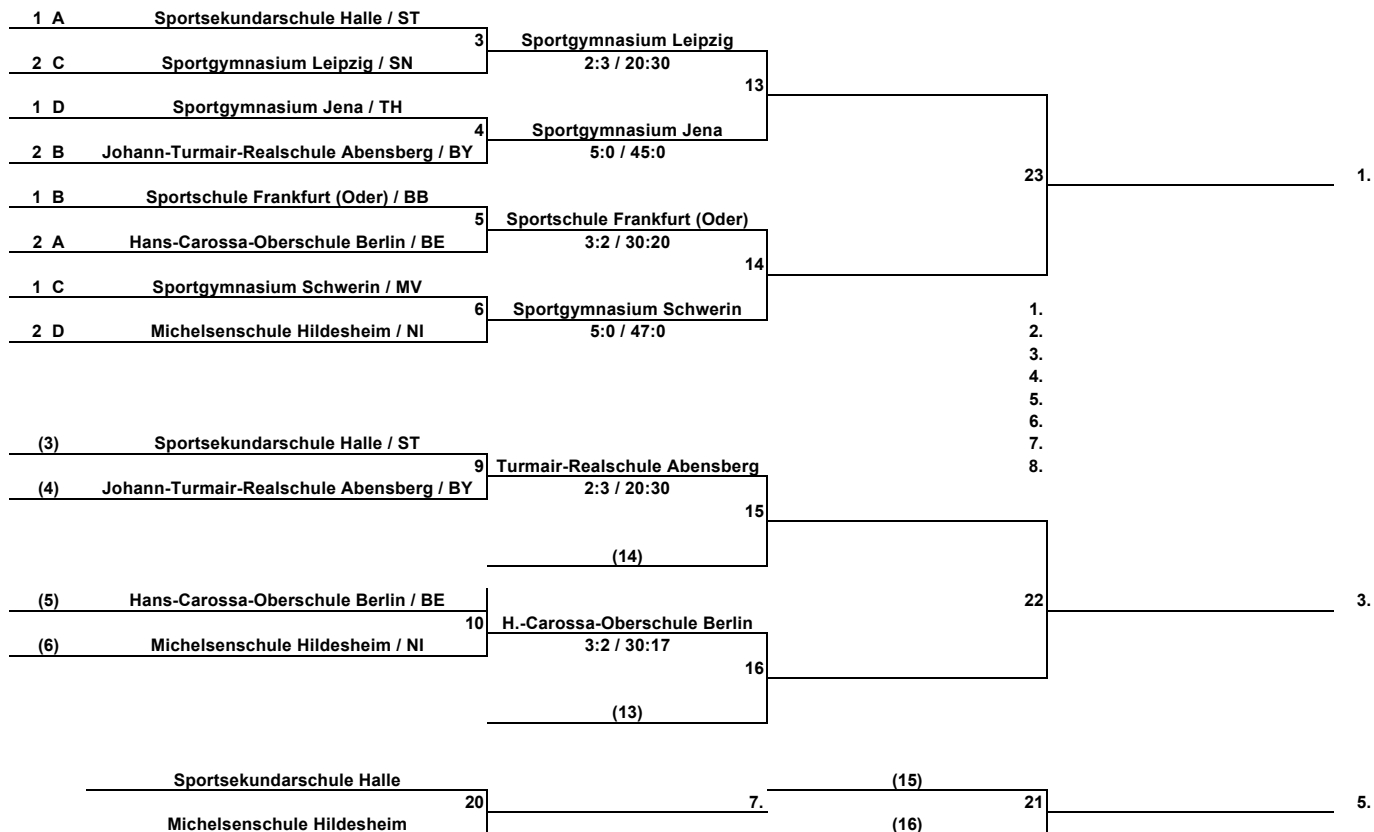 1 A Sportsekundarschule Halle / ST
3 Sportgymnasium Leipzig
2 C Sportgymnasium Leipzig / SN 2:3 / 20:30
13
1 D Sportgymnasium Jena / TH
4 Sportgymnasium Jena
2 B Johann-Turmair-Realschule Abensberg / BY 5:0 / 45:0
23 1.
1 B Sportschule Frankfurt (Oder) / BB
5 Sportschule Frankfurt (Oder)
2 A Hans-Carossa-Oberschule Berlin / BE 3:2 / 30:20
14
1 C Sportgymnasium Schwerin / MV
6 Sportgymnasium Schwerin 1.
2 D Michelsenschule Hildesheim / NI 5:0 / 47:0 2.
3.
4.
5.
6.
(3) Sportsekundarschule Halle / ST 7.
9 Turmair-Realschule Abensberg 8.
(4) Johann-Turmair-Realschule Abensberg / BY 2:3 / 20:30
15
(14)
(5) Hans-Carossa-Oberschule Berlin / BE 22 3.
10 H.-Carossa-Oberschule Berlin
(6) Michelsenschule Hildesheim / NI 3:2 / 30:17
16
(13)
Sportsekundarschule Halle (15)
20 7. 21 5.
Michelsenschule Hildesheim (16)